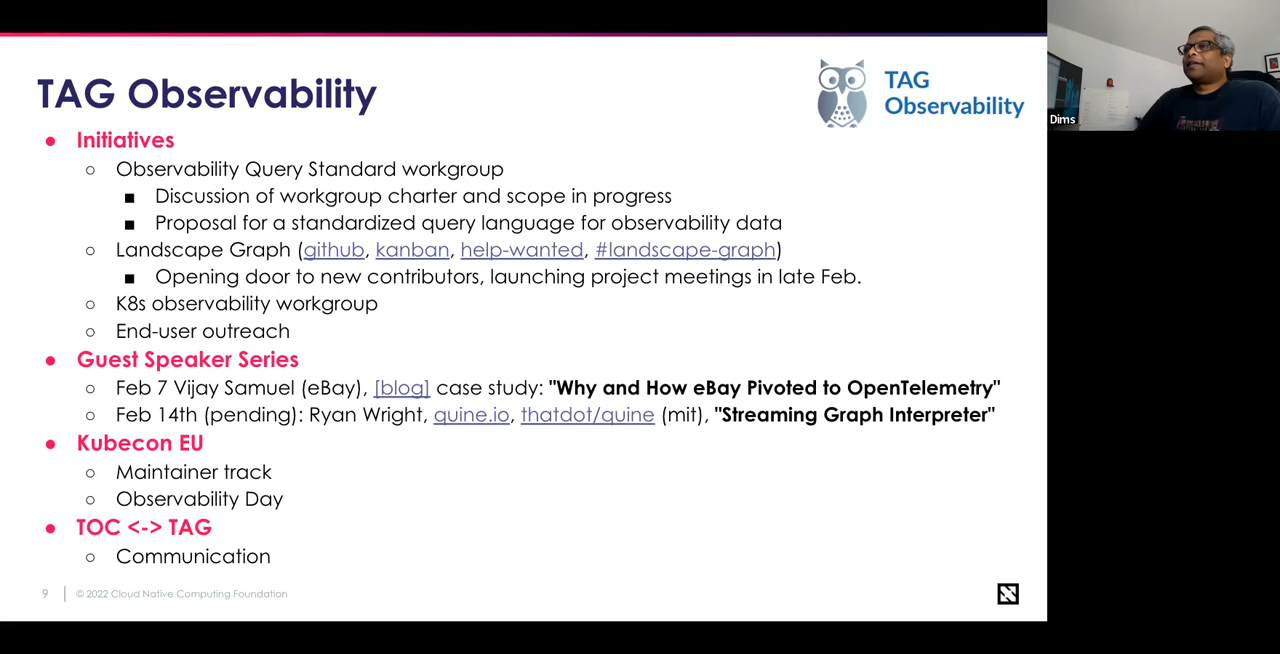 TAG Observability
TAG
Observability
● Initiatives
○ Observability Query Standard workgroup
■ Discussion of workgroup charter and scope in progress
■ Proposal for a standardized query language for observability data
○ Landscape Graph (github, kanban, help-wanted, #landscape-graph)
■ Opening door to new contributors, launching project meetings in late Feb.
○ K8s observability workgroup
○ End-user outreach
● Guest Speaker Series
○ Feb 7 Vijay Samuel (eBay), [blog] case study: "Why and How eBay Pivoted to OpenTelemetry"
○ Feb 14th (pending): Ryan Wright, quine.io, thatdot/quine (mit), "Streaming Graph Interpreter"
● Kubecon EU
○ Maintainer track
○ Observability Day
● TOC <-> TAG
○ Communication
9 | © 2022 Cloud Native Computing Foundation
Dims